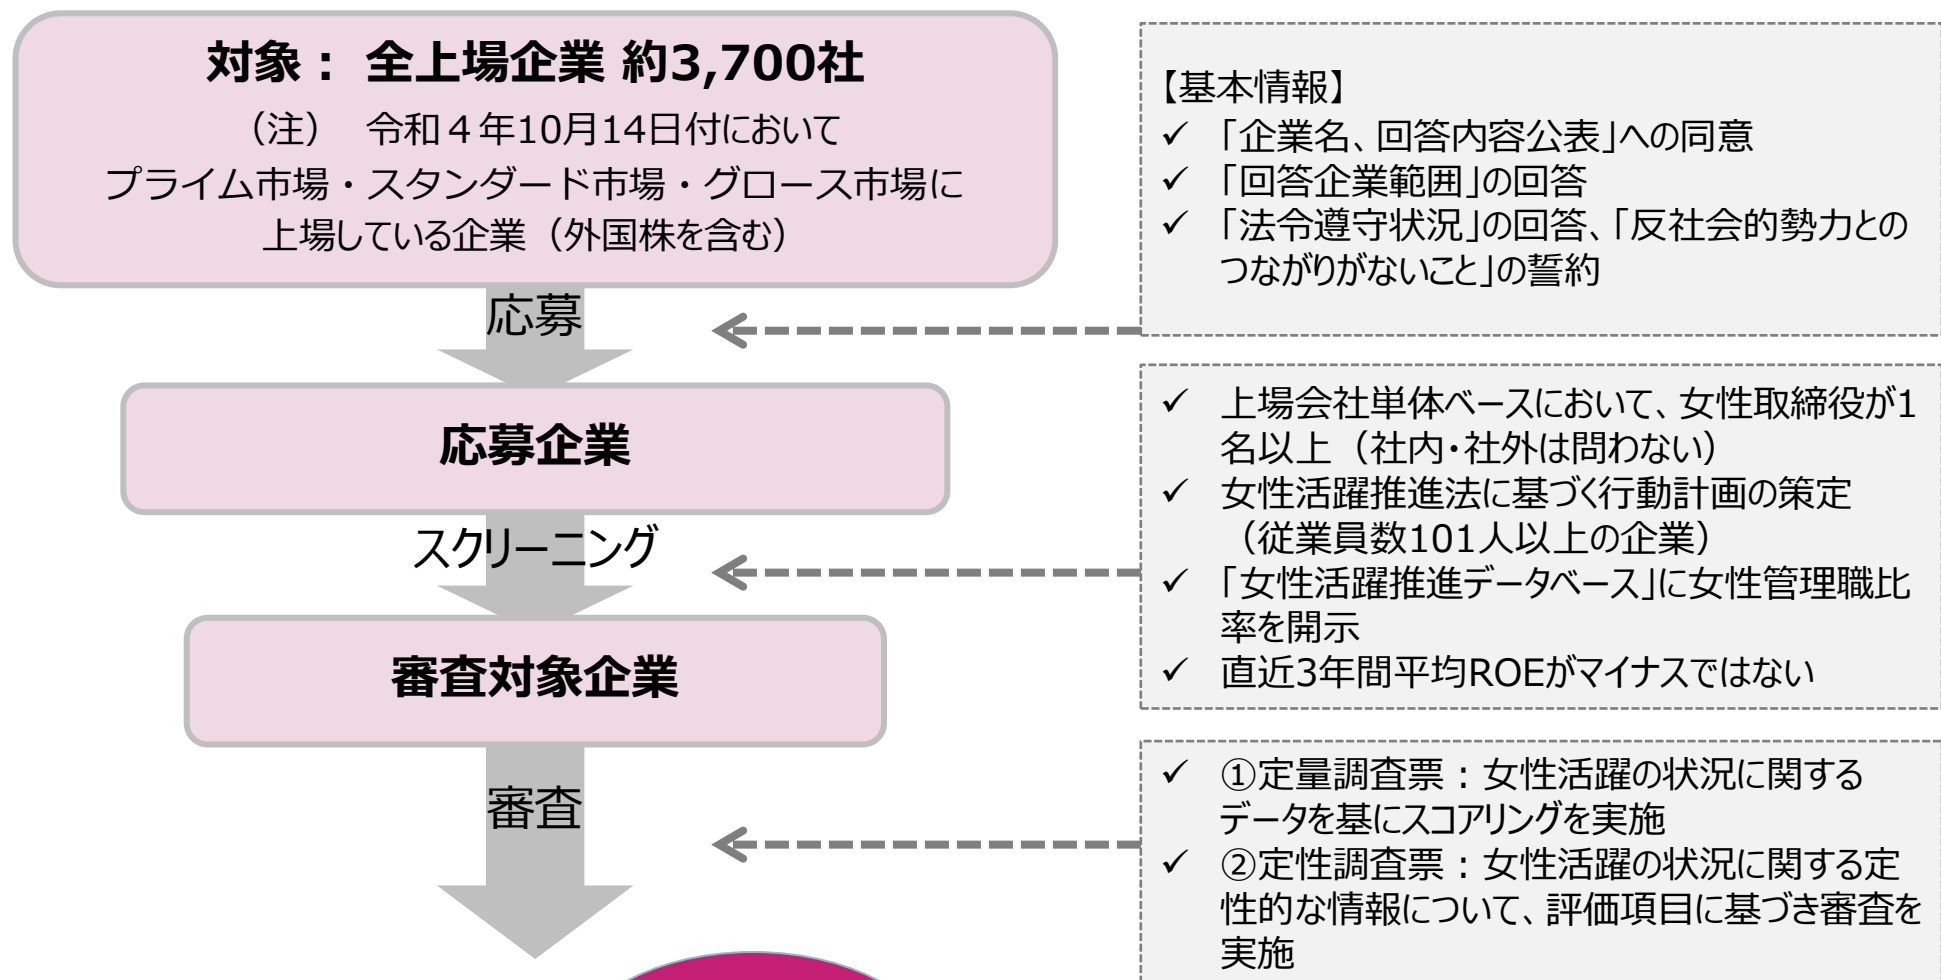 対象： 全上場企業 約3,700社
（注） 令和４年10月14日付において
プライム市場・スタンダード市場・グロース市場に
上場している企業（外国株を含む）
【基本情報】
✓ 「企業名、回答内容公表」への同意
✓ 「回答企業範囲」の回答
✓ 「法令遵守状況」の回答、「反社会的勢力との
つながりがないこと」の誓約
応募
応募企業
✓ 上場会社単体ベースにおいて、女性取締役が1
名以上（社内・社外は問わない）
✓ 女性活躍推進法に基づく行動計画の策定
（従業員数101人以上の企業）
✓ 「女性活躍推進データベース」に女性管理職比
率を開示
✓ 直近3年間平均ROEがマイナスではない
スクリーニング
審査対象企業
✓ ①定量調査票：女性活躍の状況に関する
データを基にスコアリングを実施
✓ ②定性調査票：女性活躍の状況に関する定
性的な情報について、評価項目に基づき審査を
実施
審査